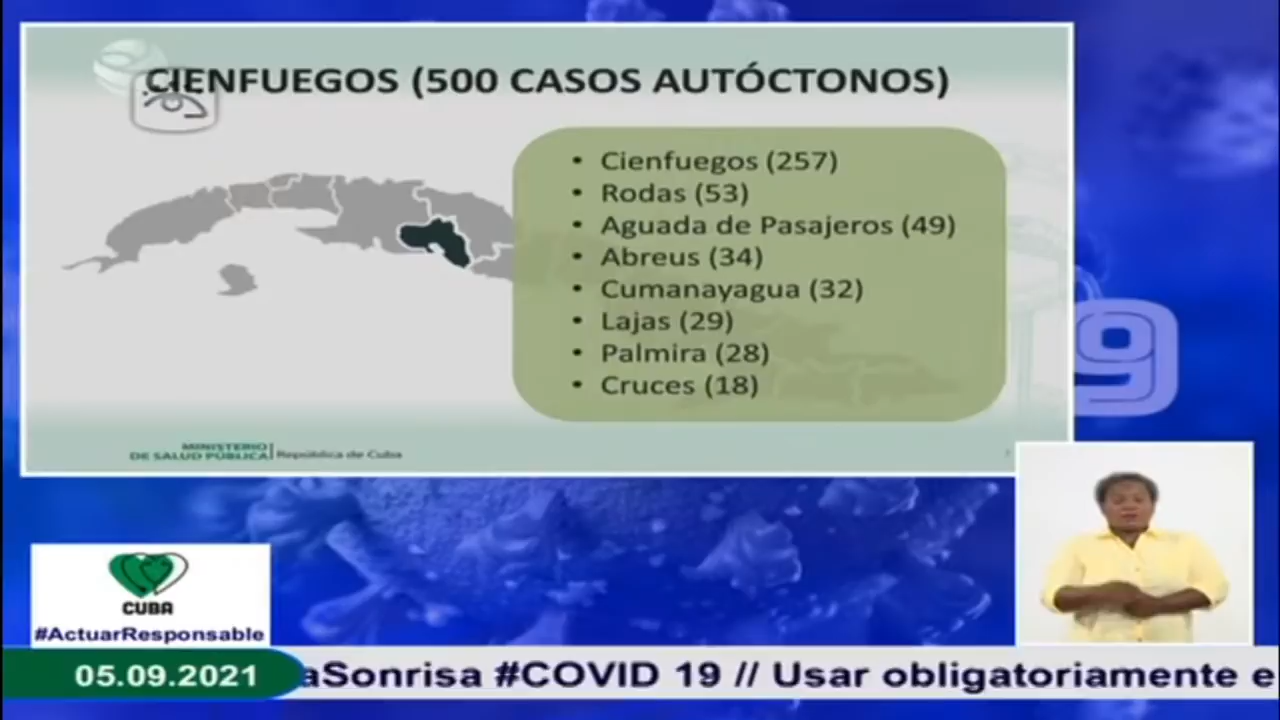 CIENFUEGOS (500 CASOS AUTÓCTONOS)
• Cienfuegos (257)
• Rodas (53)
• Aguada de Pasajeros (49)
• Abreus (34)
• Cumanayagua (32)
• Lajas (29)
• Palmira (28)
• Cruces (18)
MINISTERIO
DE SALUD PÚBLICA
República de Cuba
9
CUBA
#ActuarResponsable
05.09.2021
aSonrisa #COVID 19 // Usar obligatoriamente e